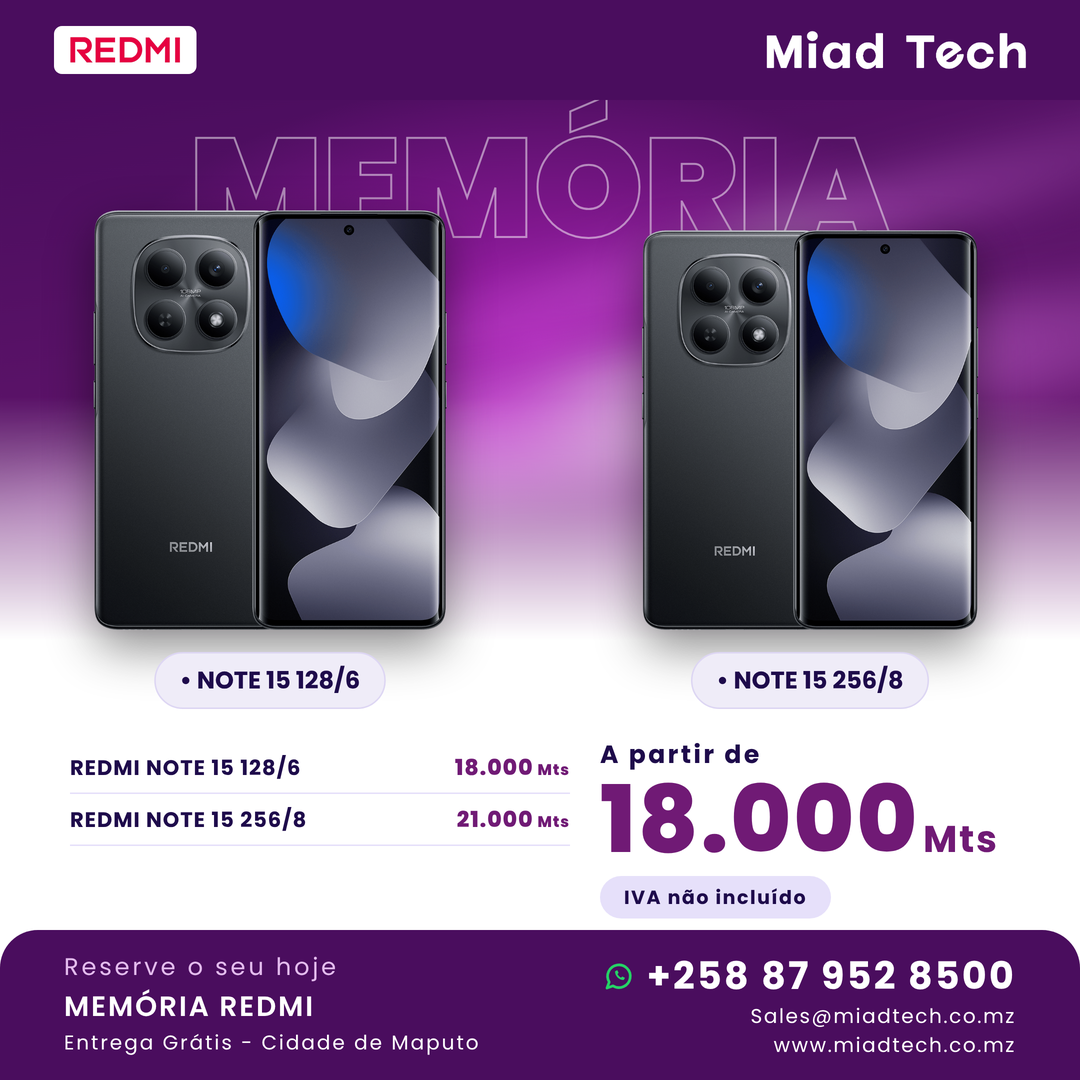 REDMI
Miad Tech
MEMÓRIA
108MP
REDMI
REDMI
• NOTE 15 128/6
• NOTE 15 256/8
REDMI NOTE 15 128/6 18.000 Mts
REDMI NOTE 15 256/8 21.000 Mts
A partir de
18.000 Mts
IVA não incluído
Reserve o seu hoje
MEMÓRIA REDMI
Entrega Grátis - Cidade de Maputo
+258 87 952 8500
Sales@miadtech.co.mz
www.miadtech.co.mz